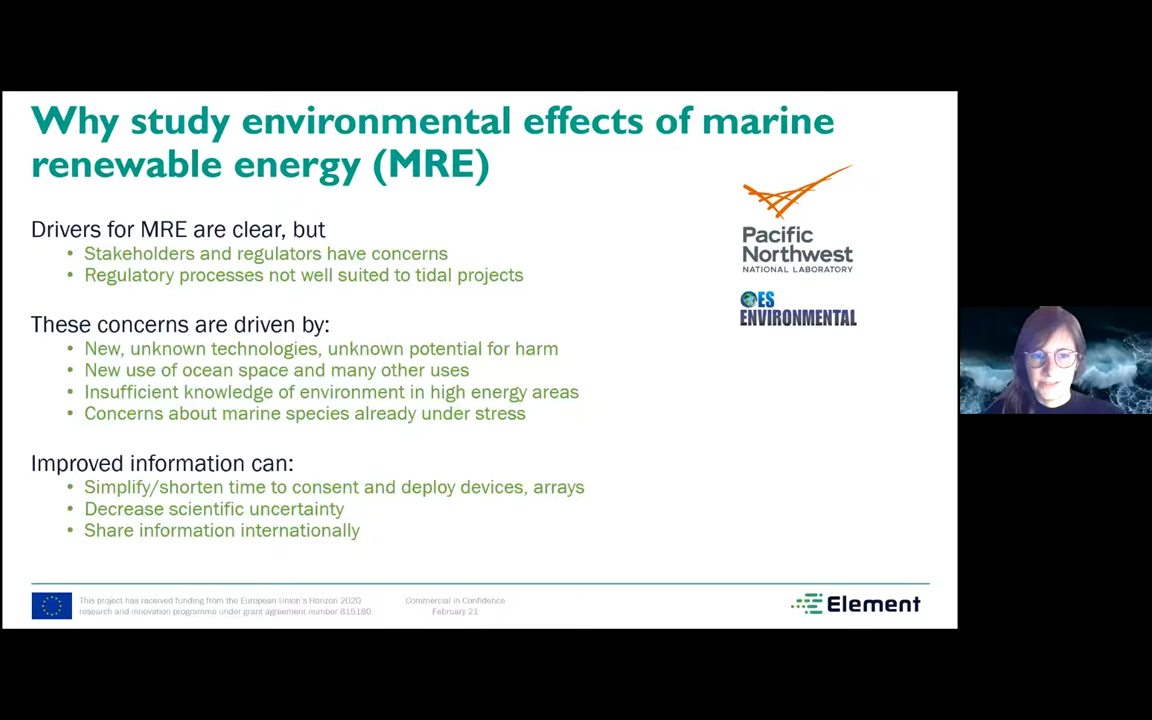 Why study environmental effects of marine
renewable energy (MRE)
Pacific
Northwest
NATIONAL LABORATORY
OES
ENVIRONMENTAL
Drivers for MRE are clear, but
• Stakeholders and regulators have concerns
• Regulatory processes not well suited to tidal projects
These concerns are driven by:
• New, unknown technologies, unknown potential for harm
• New use of ocean space and many other uses
• Insufficient knowledge of environment in high energy areas
• Concerns about marine species already under stress
Improved information can:
• Simplify/shorten time to consent and deploy devices, arrays
• Decrease scientific uncertainty
• Share information internationally
This project has received funding from the European Union's Horizon 2020
research and innovation programme under grant agreement number 815180.
Commercial in Confidence
February 21
Element